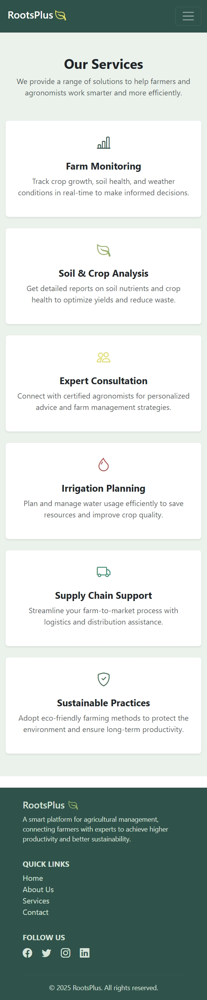 RootsPlus
Our Services
We provide a range of solutions to help farmers and
agronomists work smarter and more efficiently.
Farm Monitoring
Track crop growth, soil health, and weather
conditions in real-time to make informed decisions.
Soil & Crop Analysis
Get detailed reports on soil nutrients and crop
health to optimize yields and reduce waste.
Expert Consultation
Connect with certified agronomists for personalized
advice and farm management strategies.
Irrigation Planning
Plan and manage water usage efficiently to save
resources and improve crop quality.
Supply Chain Support
Streamline your farm-to-market process with
logistics and distribution assistance.
Sustainable Practices
Adopt eco-friendly farming methods to protect the
environment and ensure long-term productivity.
RootsPlus
A smart platform for agricultural management,
connecting farmers with experts to achieve higher
productivity and better sustainability.
QUICK LINKS
Home
About Us
Services
Contact
FOLLOW US
© 2025 RootsPlus. All rights reserved.